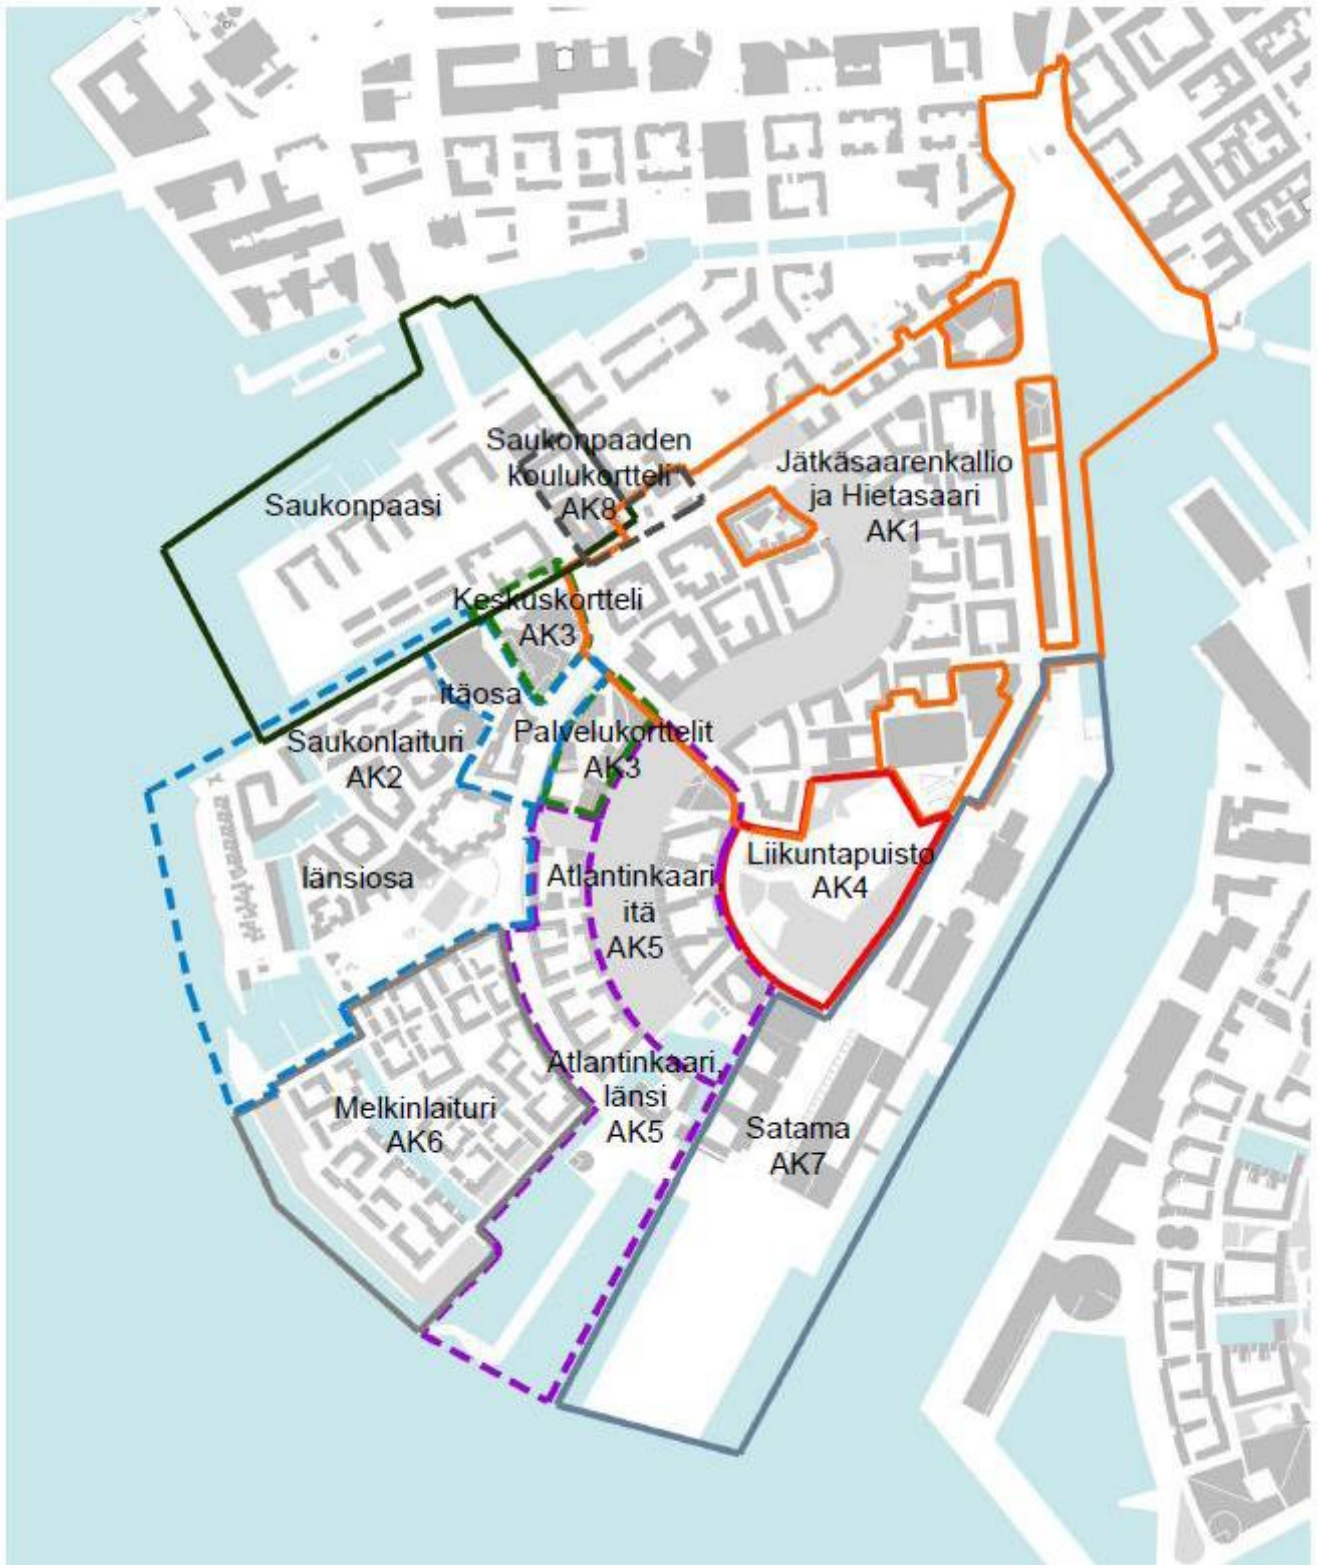 Saukonpaaden
koulukortteli
AK8
Jätkäsaarenkallio
ja Hietasaari
AK1
Saukonpaasi
Keskuskortteli
AK3
itäosa
Saukonlaituri
AK2
Palvelukorttelit
AK3
länsiosa
Atlantinkaari
itä
AK5
Liikuntapuisto
AK4
Atlantinkaari,
länsi
AK5
Melkinlaituri
AK6
Satama
AK7